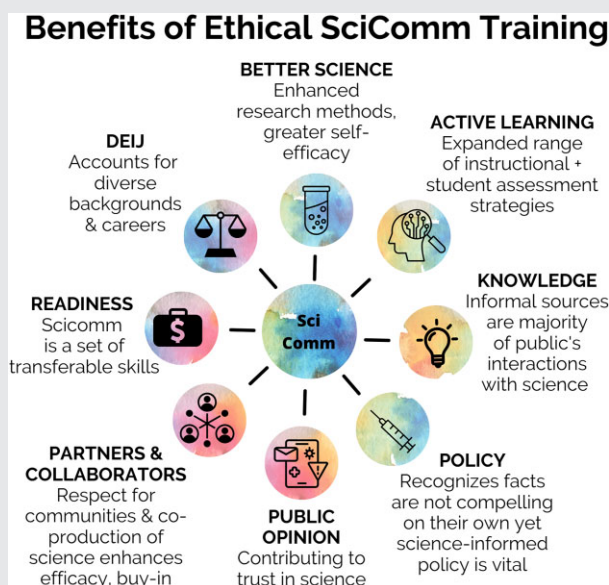 Benefits of Ethical SciComm Training
BETTER SCIENCE
Enhanced
research methods,
greater self-
efficacy
ACTIVE LEARNING
Expanded range
of instructional +
student assessment
strategies
KNOWLEDGE
Informal sources
are majority
of public's
interactions
with science
POLICY
Recognizes facts
are not compelling
on their own yet
science-informed
policy is vital
PUBLIC
OPINION
Contributing to
trust in science
PARTNERS &
COLLABORATORS
Respect for
communities & co-
production of
science enhances
efficacy, buy-in
READINESS
Scicomm
is a set of
transferable skills
$
DEIJ
Accounts for
diverse
backgrounds
& careers
Sci
Comm